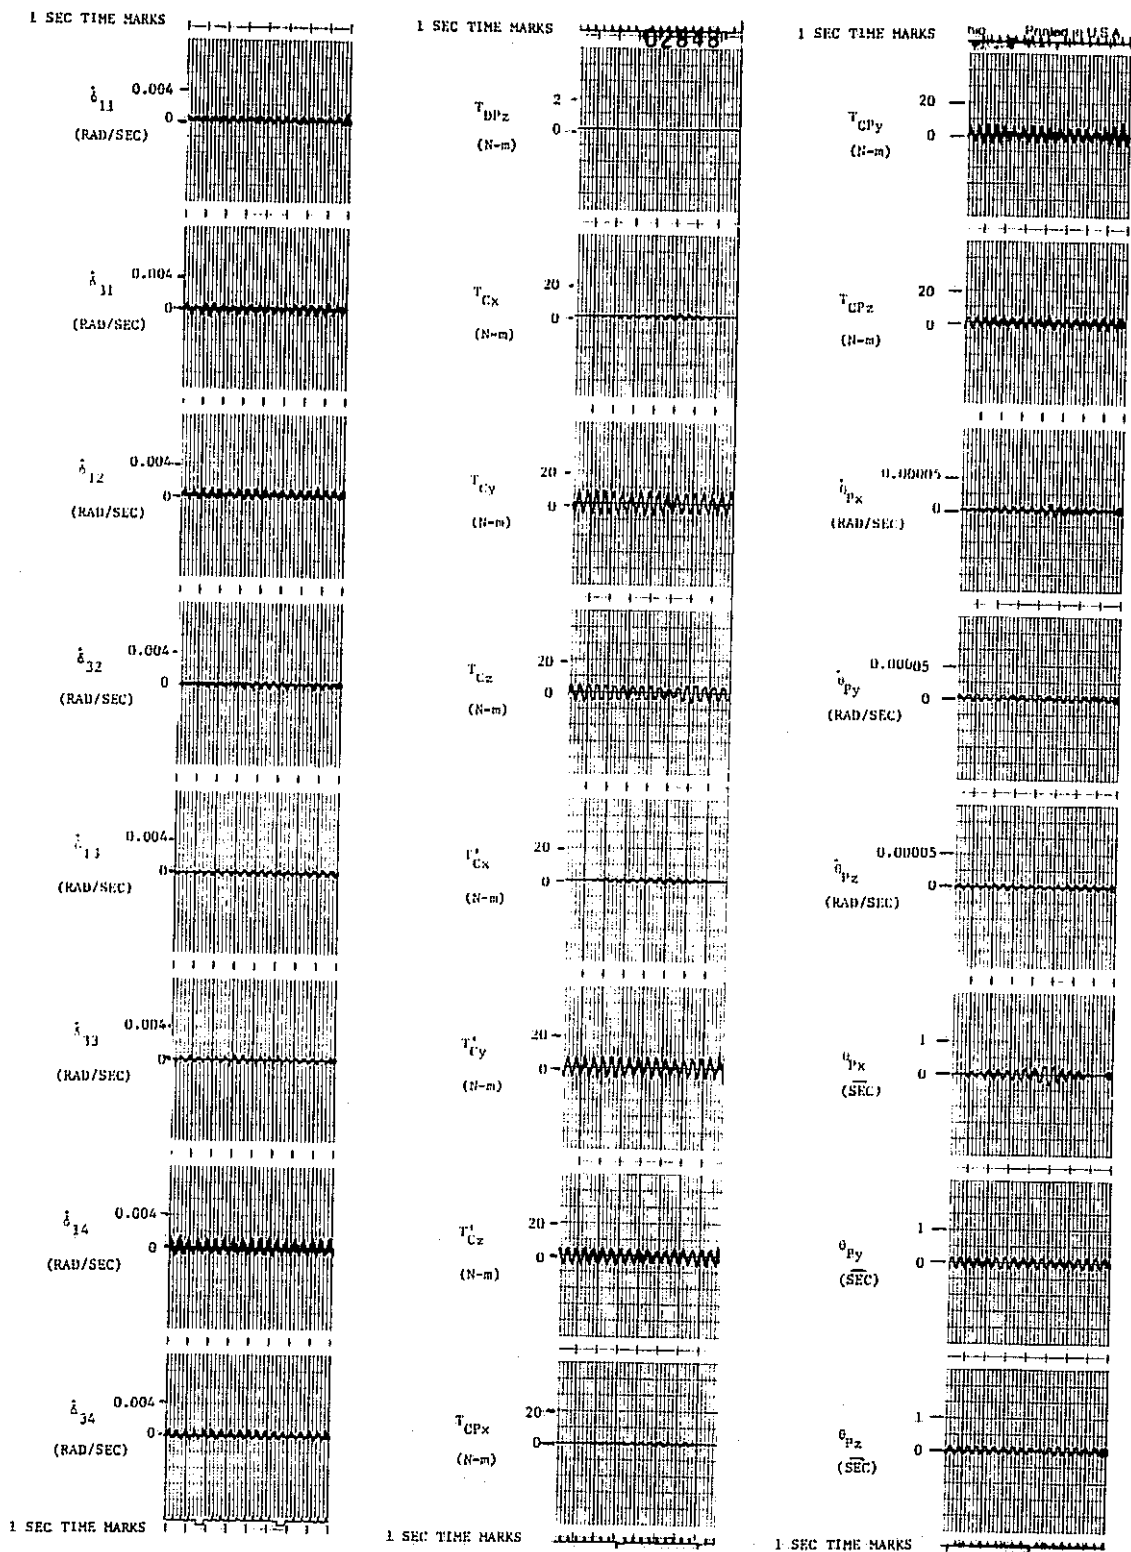 1 SEC TIME MARKS
δ̇11
0.004
0
(RAD/SEC)
δ̇31
0.004
0
(RAD/SEC)
δ̇12
0.004
0
(RAD/SEC)
δ̇32
0.004
0
(RAD/SEC)
δ̇13
0.004
0
(RAD/SEC)
δ̇33
0.004
0
(RAD/SEC)
δ̇14
0.004
0
(RAD/SEC)
δ̇34
0.004
0
(RAD/SEC)
1 SEC TIME MARKS
1 SEC TIME MARKS
02848
TDPz
2
0
(N-m)
TCx
20
0
(N-m)
TCy
20
0
(N-m)
TCz
20
0
(N-m)
T'Cx
20
0
(N-m)
T'Cy
20
0
(N-m)
T'Cz
20
0
(N-m)
TCPx
20
0
(N-m)
1 SEC TIME MARKS
1 SEC TIME MARKS
Printed in U.S.A.
TCPy
20
0
(N-m)
TCPz
20
0
(N-m)
θ̇Px
0.00005
0
(RAD/SEC)
θ̇Py
0.00005
0
(RAD/SEC)
θ̇Pz
0.00005
0
(RAD/SEC)
θPx
1
0
(SEC)
θPy
1
0
(SEC)
θPz
1
0
(SEC)
1 SEC TIME MARKS